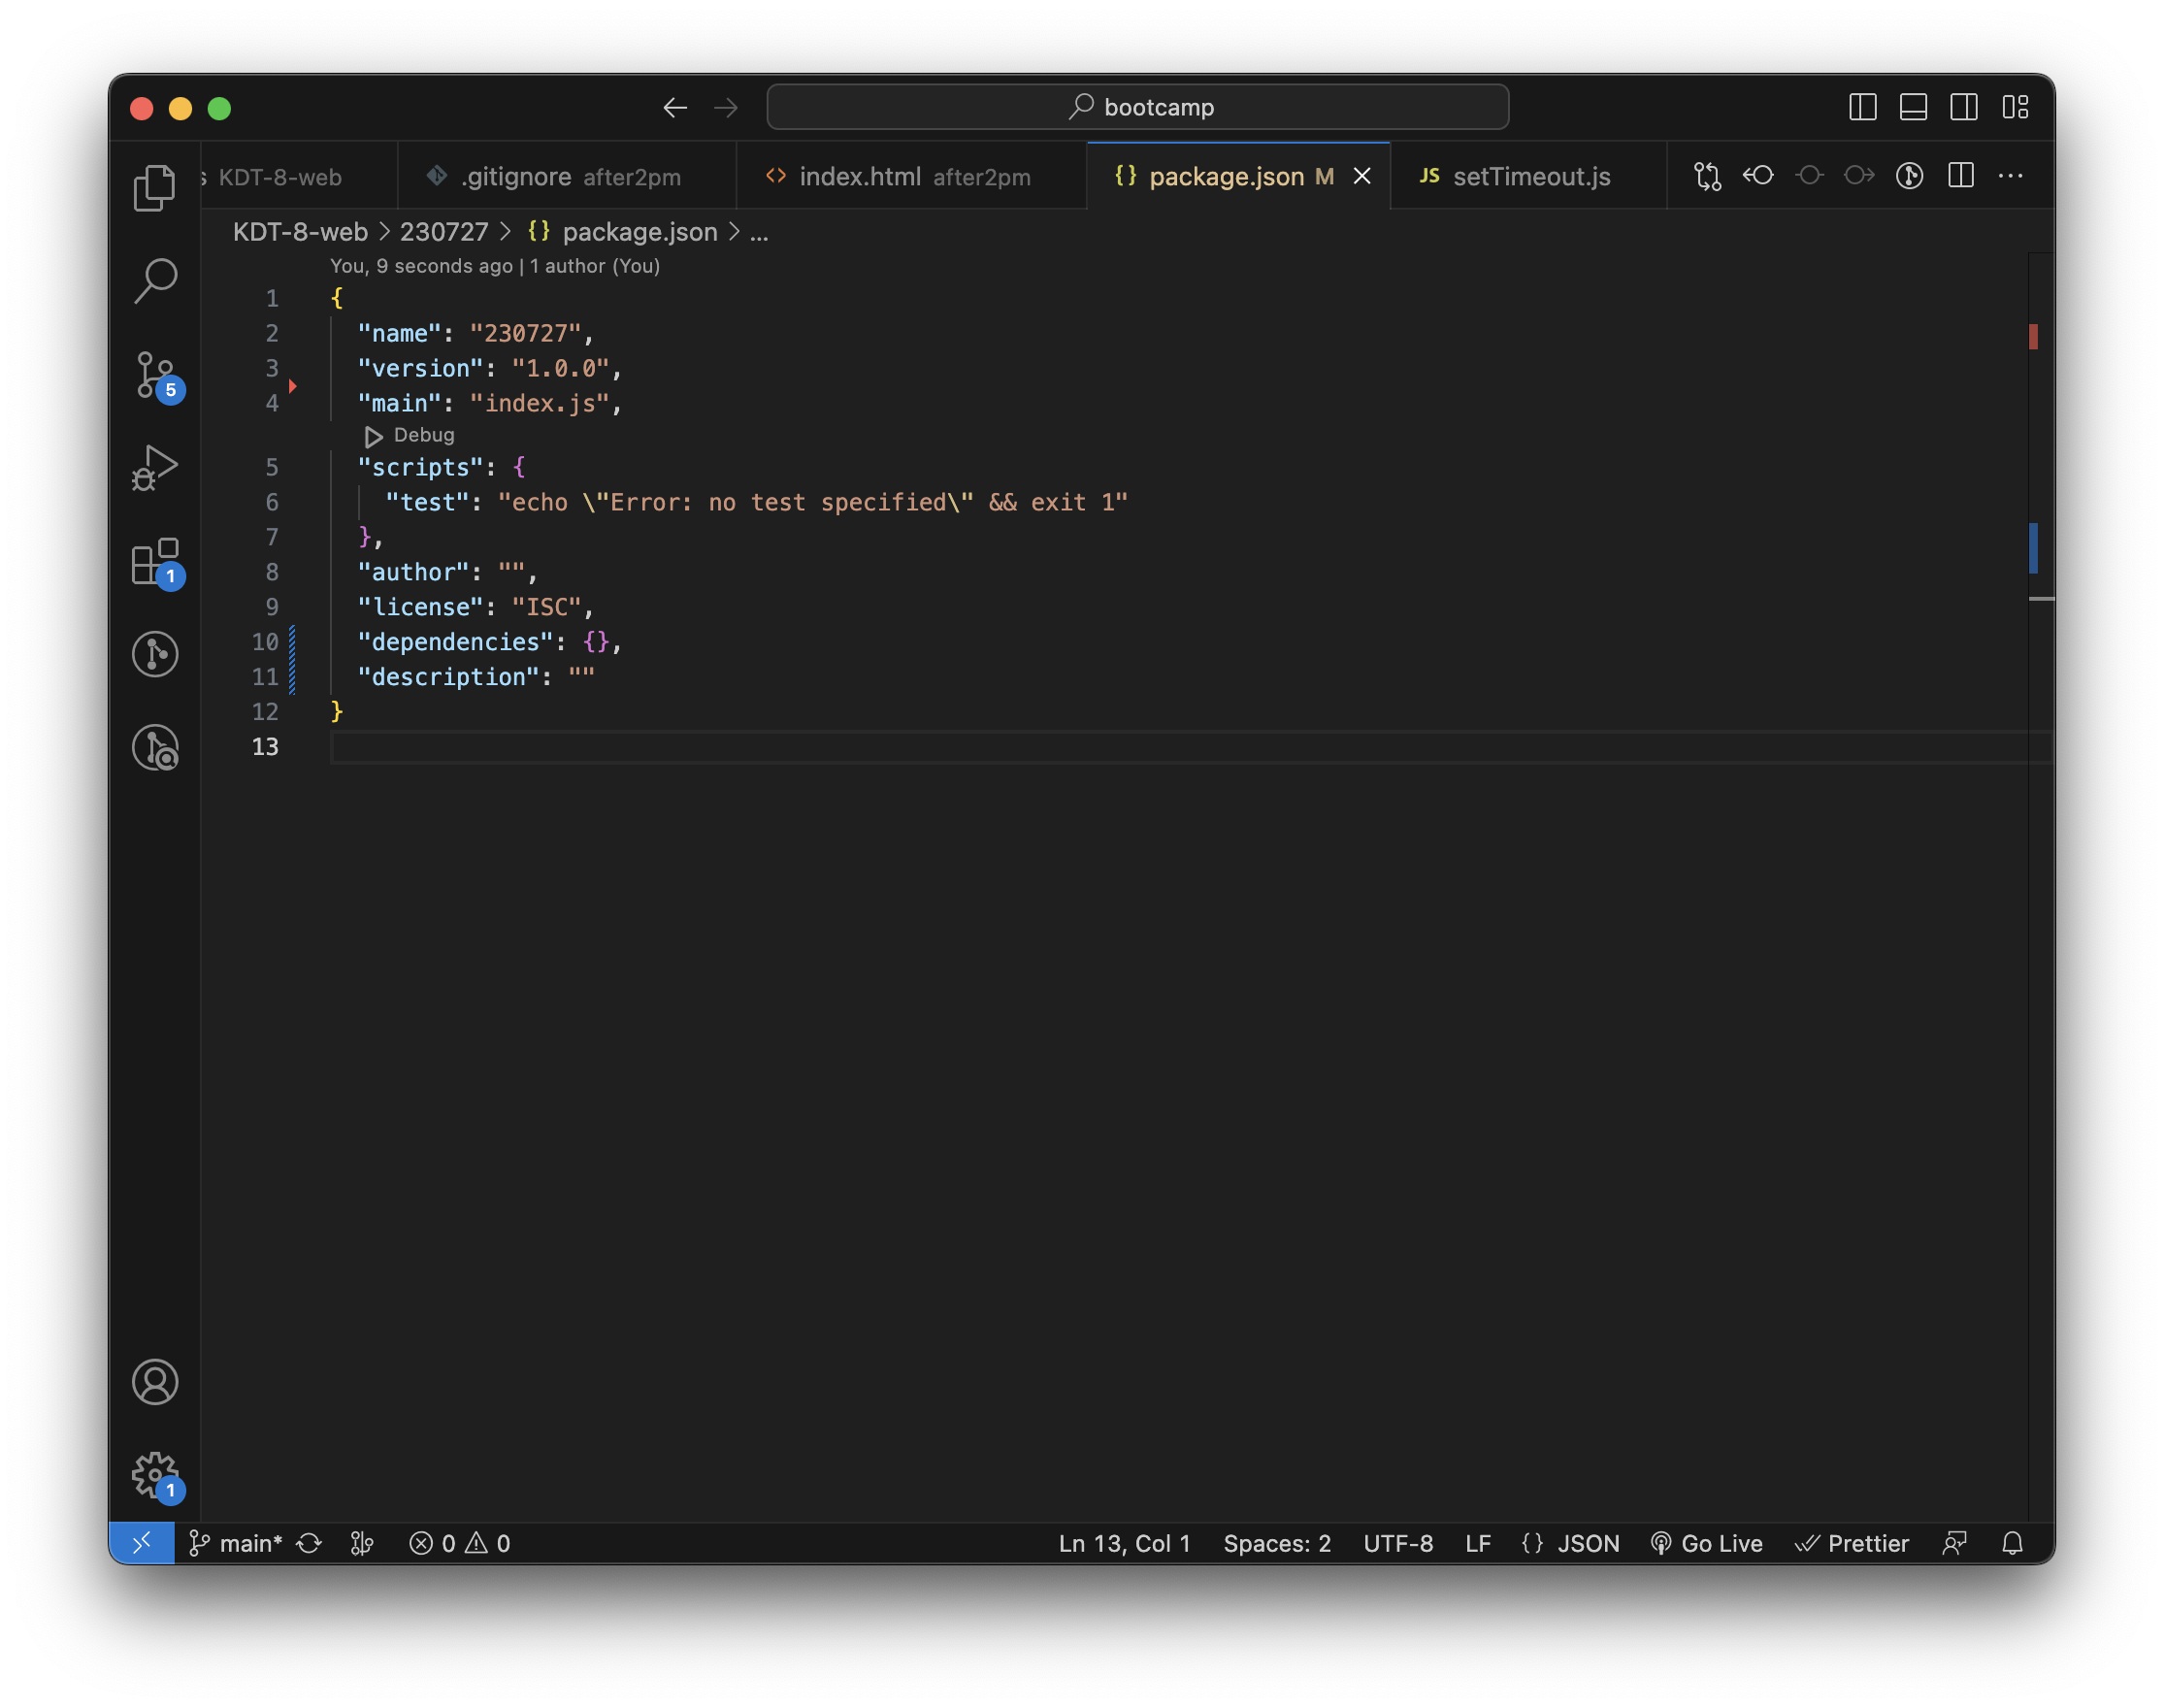 bootcamp
s KDT-8-web
.gitignore after2pm
index.html after2pm
{} package.json M
JS setTimeout.js
KDT-8-web > 230727 > {} package.json > ...
You, 9 seconds ago | 1 author (You)
1 {
2 "name": "230727",
3 "version": "1.0.0",
4 "main": "index.js",
Debug
5 "scripts": {
6 "test": "echo \"Error: no test specified\" && exit 1"
7 },
8 "author": "",
9 "license": "ISC",
10 "dependencies": {},
11 "description": ""
12 }
13
5
1
1
main* 0 0 Ln 13, Col 1 Spaces: 2 UTF-8 LF {} JSON Go Live Prettier